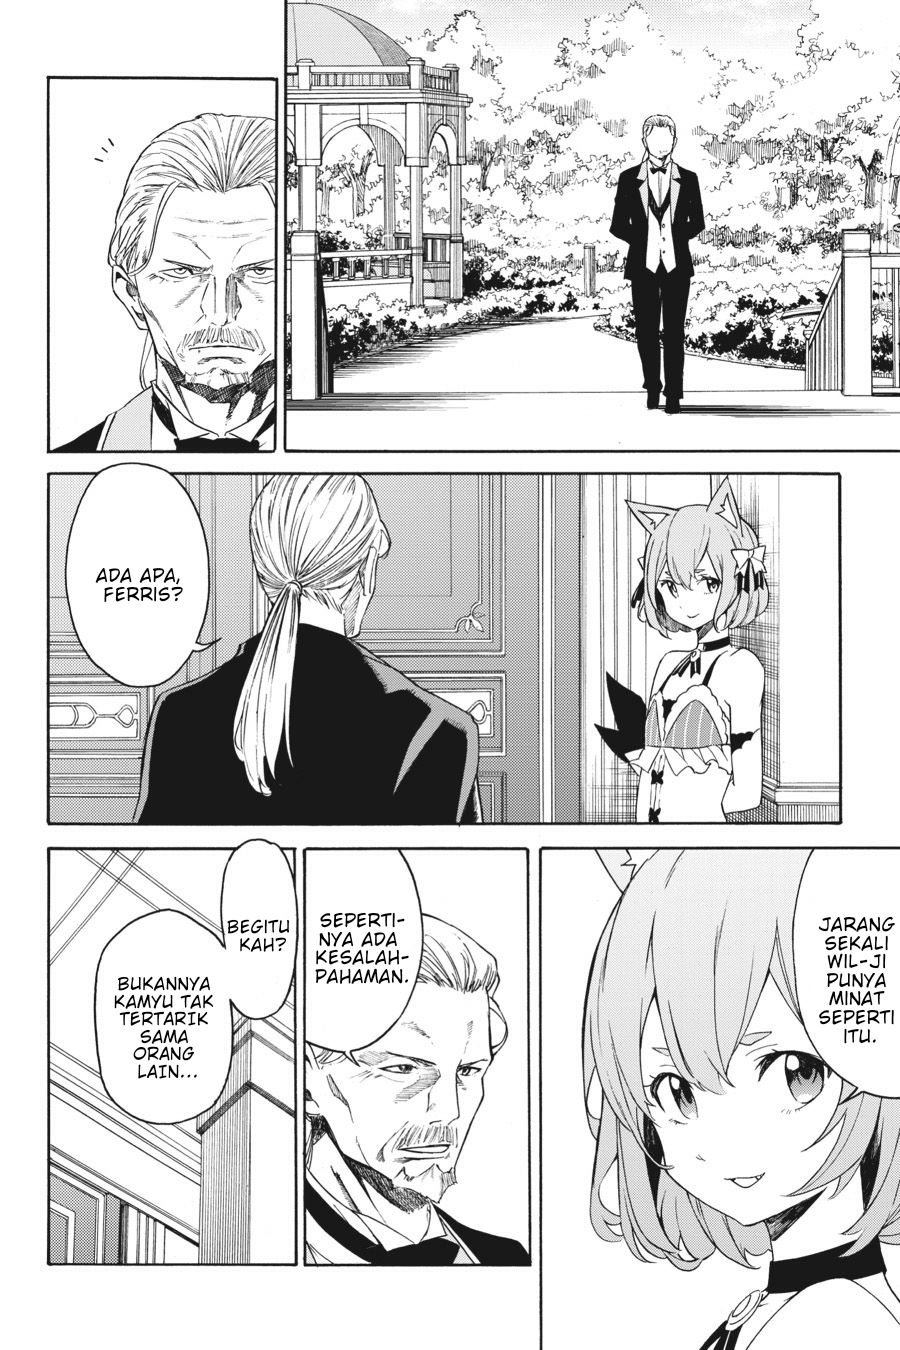 ADA APA,
FERRIS?
JARANG
SEKALI
WIL-JI
PUNYA
MINAT
SEPERTI
ITU.
SEPERTI-
NYA ADA
KESALAH-
PAHAMAN.
BEGITU
KAH?
BUKANNYA
KAMYU TAK
TERTARIK
SAMA
ORANG
LAIN...